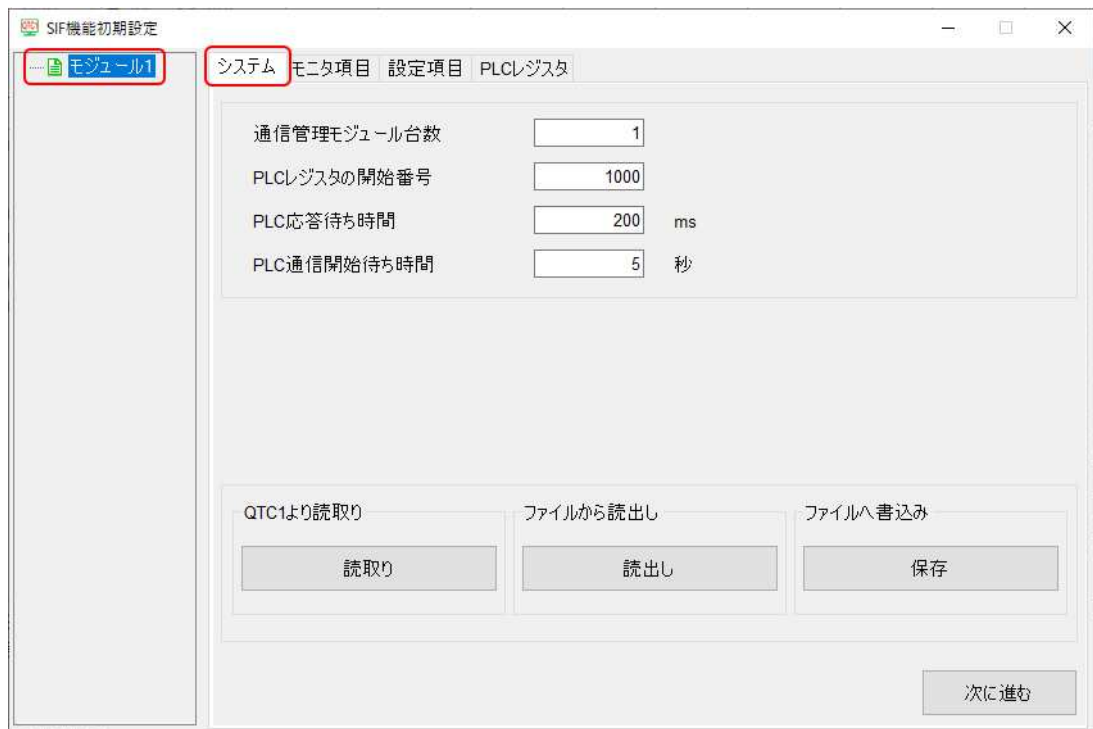 SIF機能初期設定
モジュール1
システム モニタ項目 設定項目 PLCレジスタ
通信管理モジュール台数 1
PLCレジスタの開始番号 1000
PLC応答待ち時間 200 ms
PLC通信開始待ち時間 5 秒
QTC1より読取り ファイルから読出し ファイルへ書込み
読取り 読出し 保存
次に進む